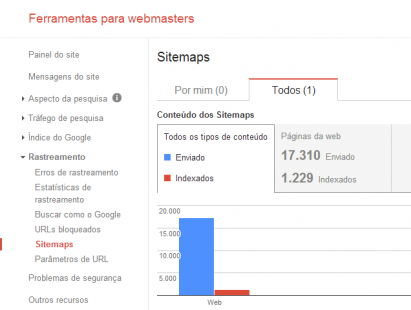 Ferramentas para webmasters
Painel do site
Mensagens do site
Aspecto da pesquisa
Tráfego de pesquisa
Índice do Google
Rastreamento
Erros de rastreamento
Estatísticas de
rastreamento
Buscar como o Google
URLs bloqueados
Sitemaps
Parâmetros de URL
Problemas de segurança
Outros recursos
Sitemaps
Por mim (0)
Todos (1)
Conteúdo dos Sitemaps
Todos os tipos de conteúdo
Enviado
Indexados
Páginas da web
17.310 Enviado
1.229 Indexados
20.000
15.000
10.000
5.000
Web